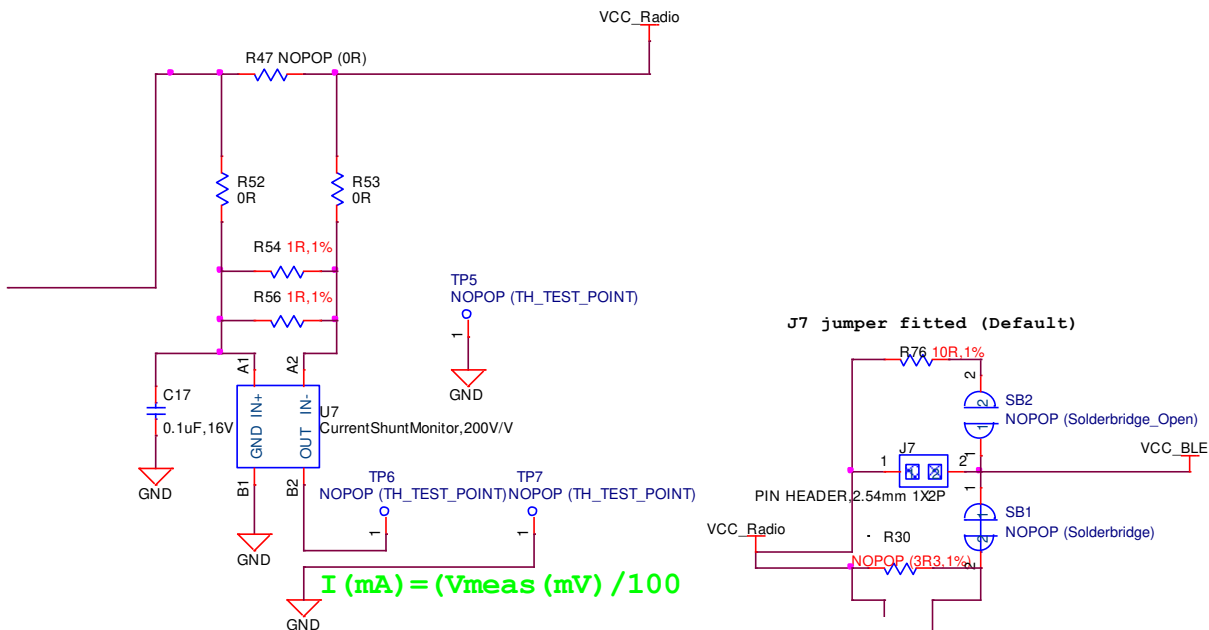 VCC_Radio
R47 NOPOP (0R)
R52
0R
R53
0R
R54 1R,1%
R56 1R,1%
TP5
NOPOP (TH_TEST_POINT)
1
GND
A1
A2
C17
0.1uF,16V
GND
IN+
GND
IN-
OUT
U7
CurrentShuntMonitor,200V/V
B1
B2
GND
TP6
NOPOP (TH_TEST_POINT)
1
TP7
NOPOP (TH_TEST_POINT)
1
GND
I(mA)=(Vmeas(mV)/100
J7 jumper fitted (Default)
R76 10R,1%
2
2
1
1
SB2
NOPOP (Solderbridge_Open)
J7
1
2
VCC_BLE
PIN HEADER,2.54mm 1X2P
1
1
2
2
SB1
NOPOP (Solderbridge)
VCC_Radio
R30
NOPOP (3R3,1%)